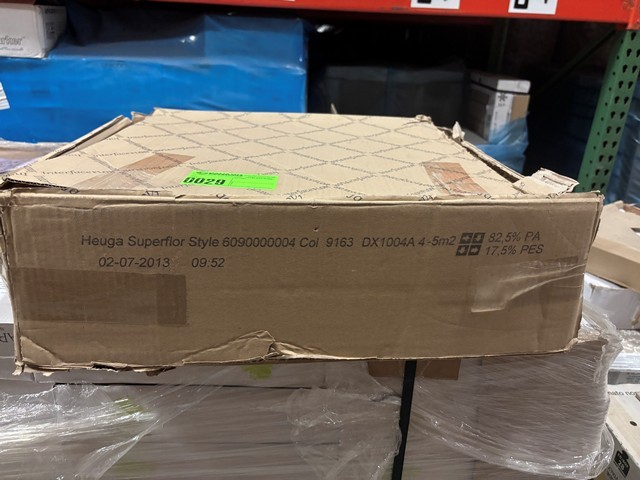 0029
Heuga Superflor Style 6090000004 Col 9163 DX1004A 4-5m2 82,5% PA
17,5% PES
02-07-2013 09:52